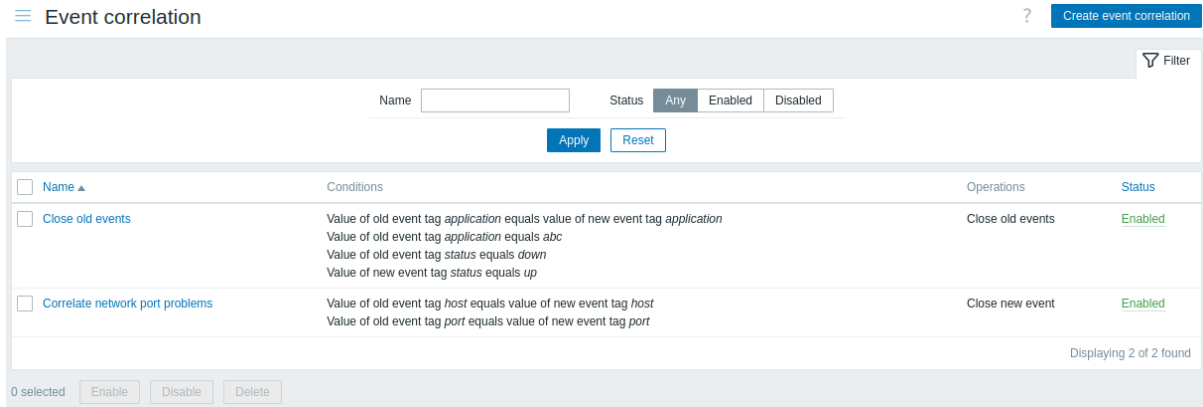 Event correlation
? Create event correlation
Filter
Name Status Any Enabled Disabled
Apply Reset
Name Conditions Operations Status
Close old events Value of old event tag application equals value of new event tag application Close old events Enabled
Value of old event tag application equals abc
Value of old event tag status equals down
Value of new event tag status equals up
Correlate network port problems Value of old event tag host equals value of new event tag host Close new event Enabled
Value of old event tag port equals value of new event tag port
Displaying 2 of 2 found
0 selected Enable Disable Delete